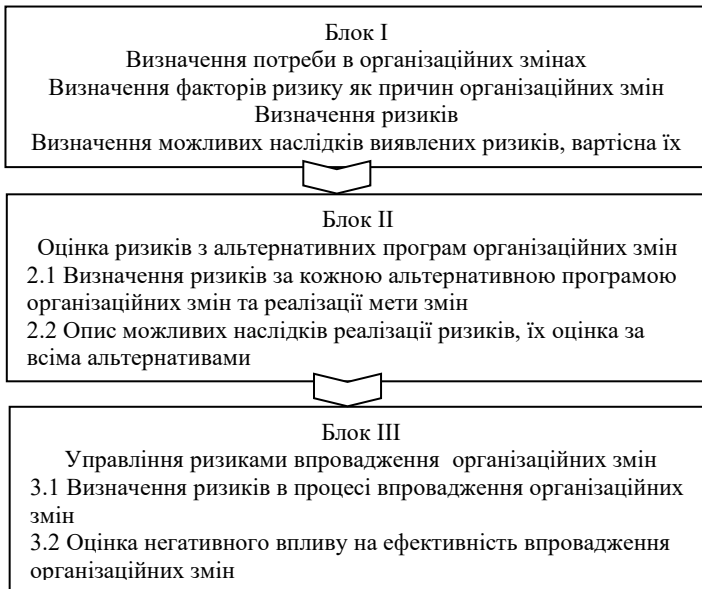 Блок І
Визначення потреби в організаційних змінах
Визначення факторів ризику як причин організаційних змін
Визначення ризиків
Визначення можливих наслідків виявлених ризиків, вартісна їх
Блок ІІ
Оцінка ризиків з альтернативних програм організаційних змін
2.1 Визначення ризиків за кожною альтернативною програмою
організаційних змін та реалізації мети змін
2.2 Опис можливих наслідків реалізації ризиків, їх оцінка за
всіма альтернативами
Блок ІІІ
Управління ризиками впровадження організаційних змін
3.1 Визначення ризиків в процесі впровадження організаційних
змін
3.2 Оцінка негативного впливу на ефективність впровадження
організаційних змін